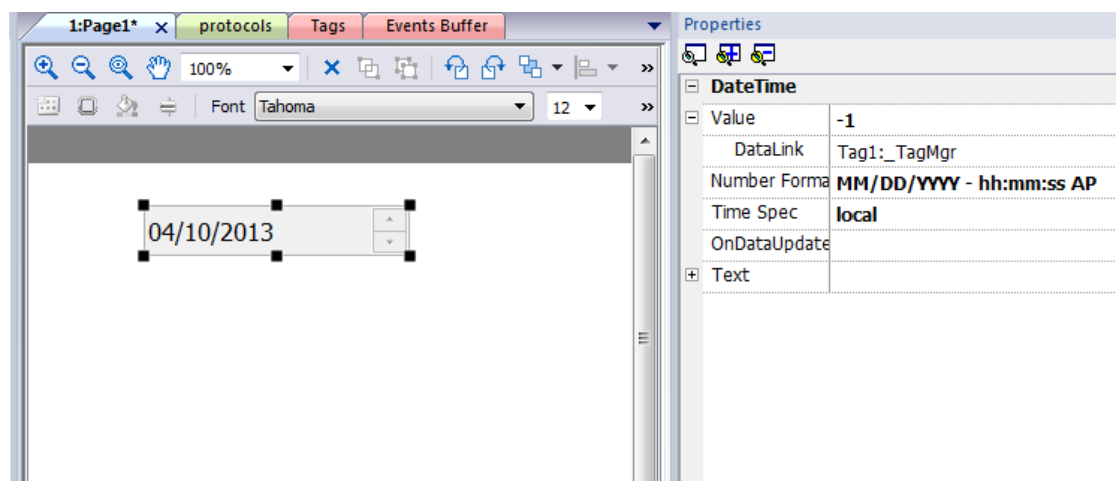 1:Page1* x protocols Tags Events Buffer
100% »
Font Tahoma 12 »
04/10/2013
Properties
DateTime
Value -1
DataLink Tag1:_TagMgr
Number Forma MM/DD/YYYY - hh:mm:ss AP
Time Spec local
OnDataUpdate
Text